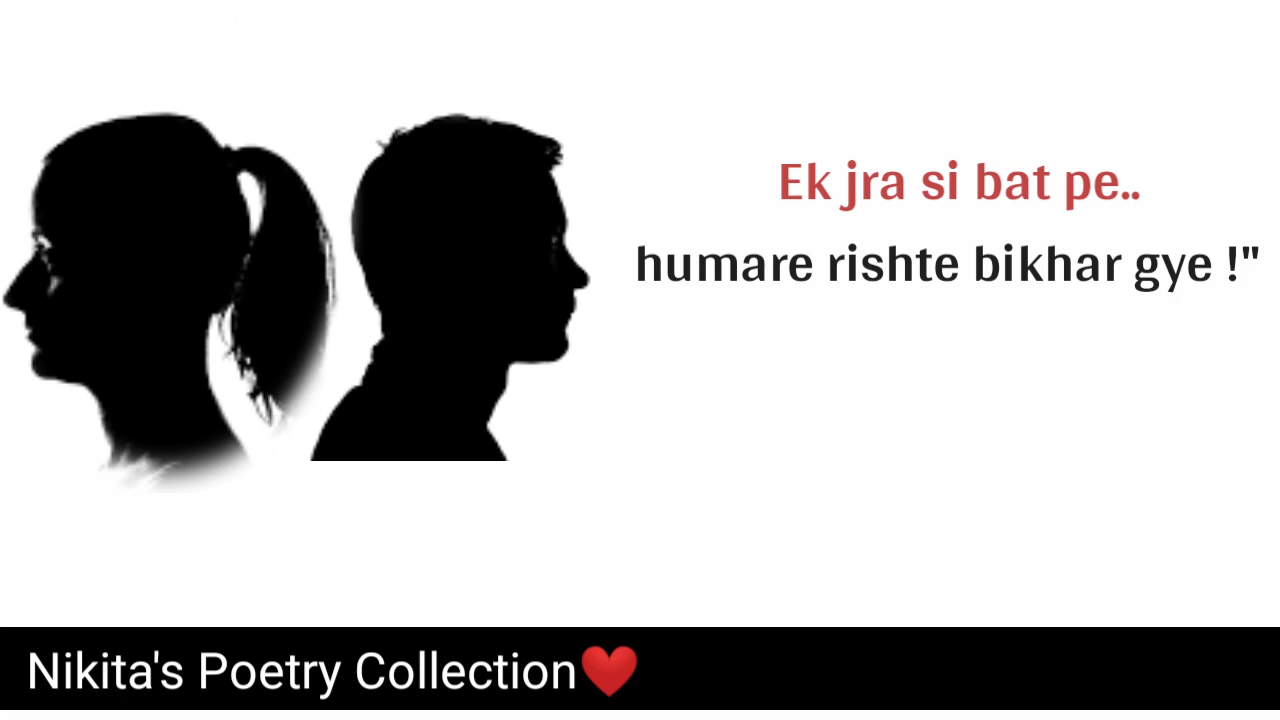 Ek jra si bat pe..
humare rishte bikhar gye !"
Nikita's Poetry Collection❤️